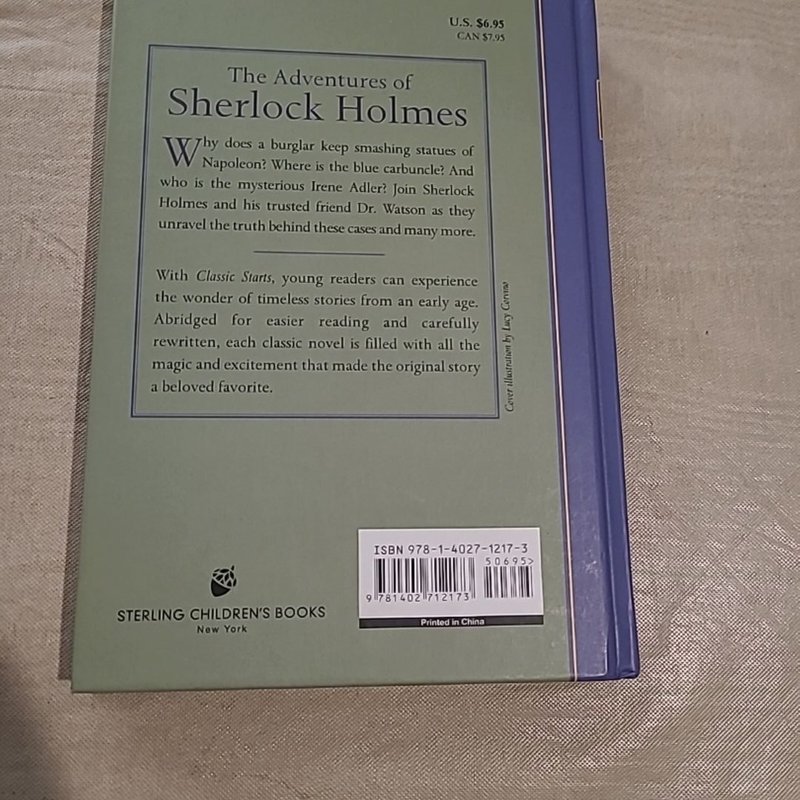 U.S. $6.95
CAN $7.95
The Adventures of
Sherlock Holmes
Why does a burglar keep smashing statues of
Napoleon? Where is the blue carbuncle? And
who is the mysterious Irene Adler? Join Sherlock
Holmes and his trusted friend Dr. Watson as they
unravel the truth behind these cases and many more.
With Classic Starts, young readers can experience
the wonder of timeless stories from an early age.
Abridged for easier reading and carefully
rewritten, each classic novel is filled with all the
magic and excitement that made the original story
a beloved favorite.
Cover illustration by Lucy Corvino
ISBN 978-1-4027-1217-3
50695>
9 781402 712173
Printed in China
STERLING CHILDREN'S BOOKS
New York